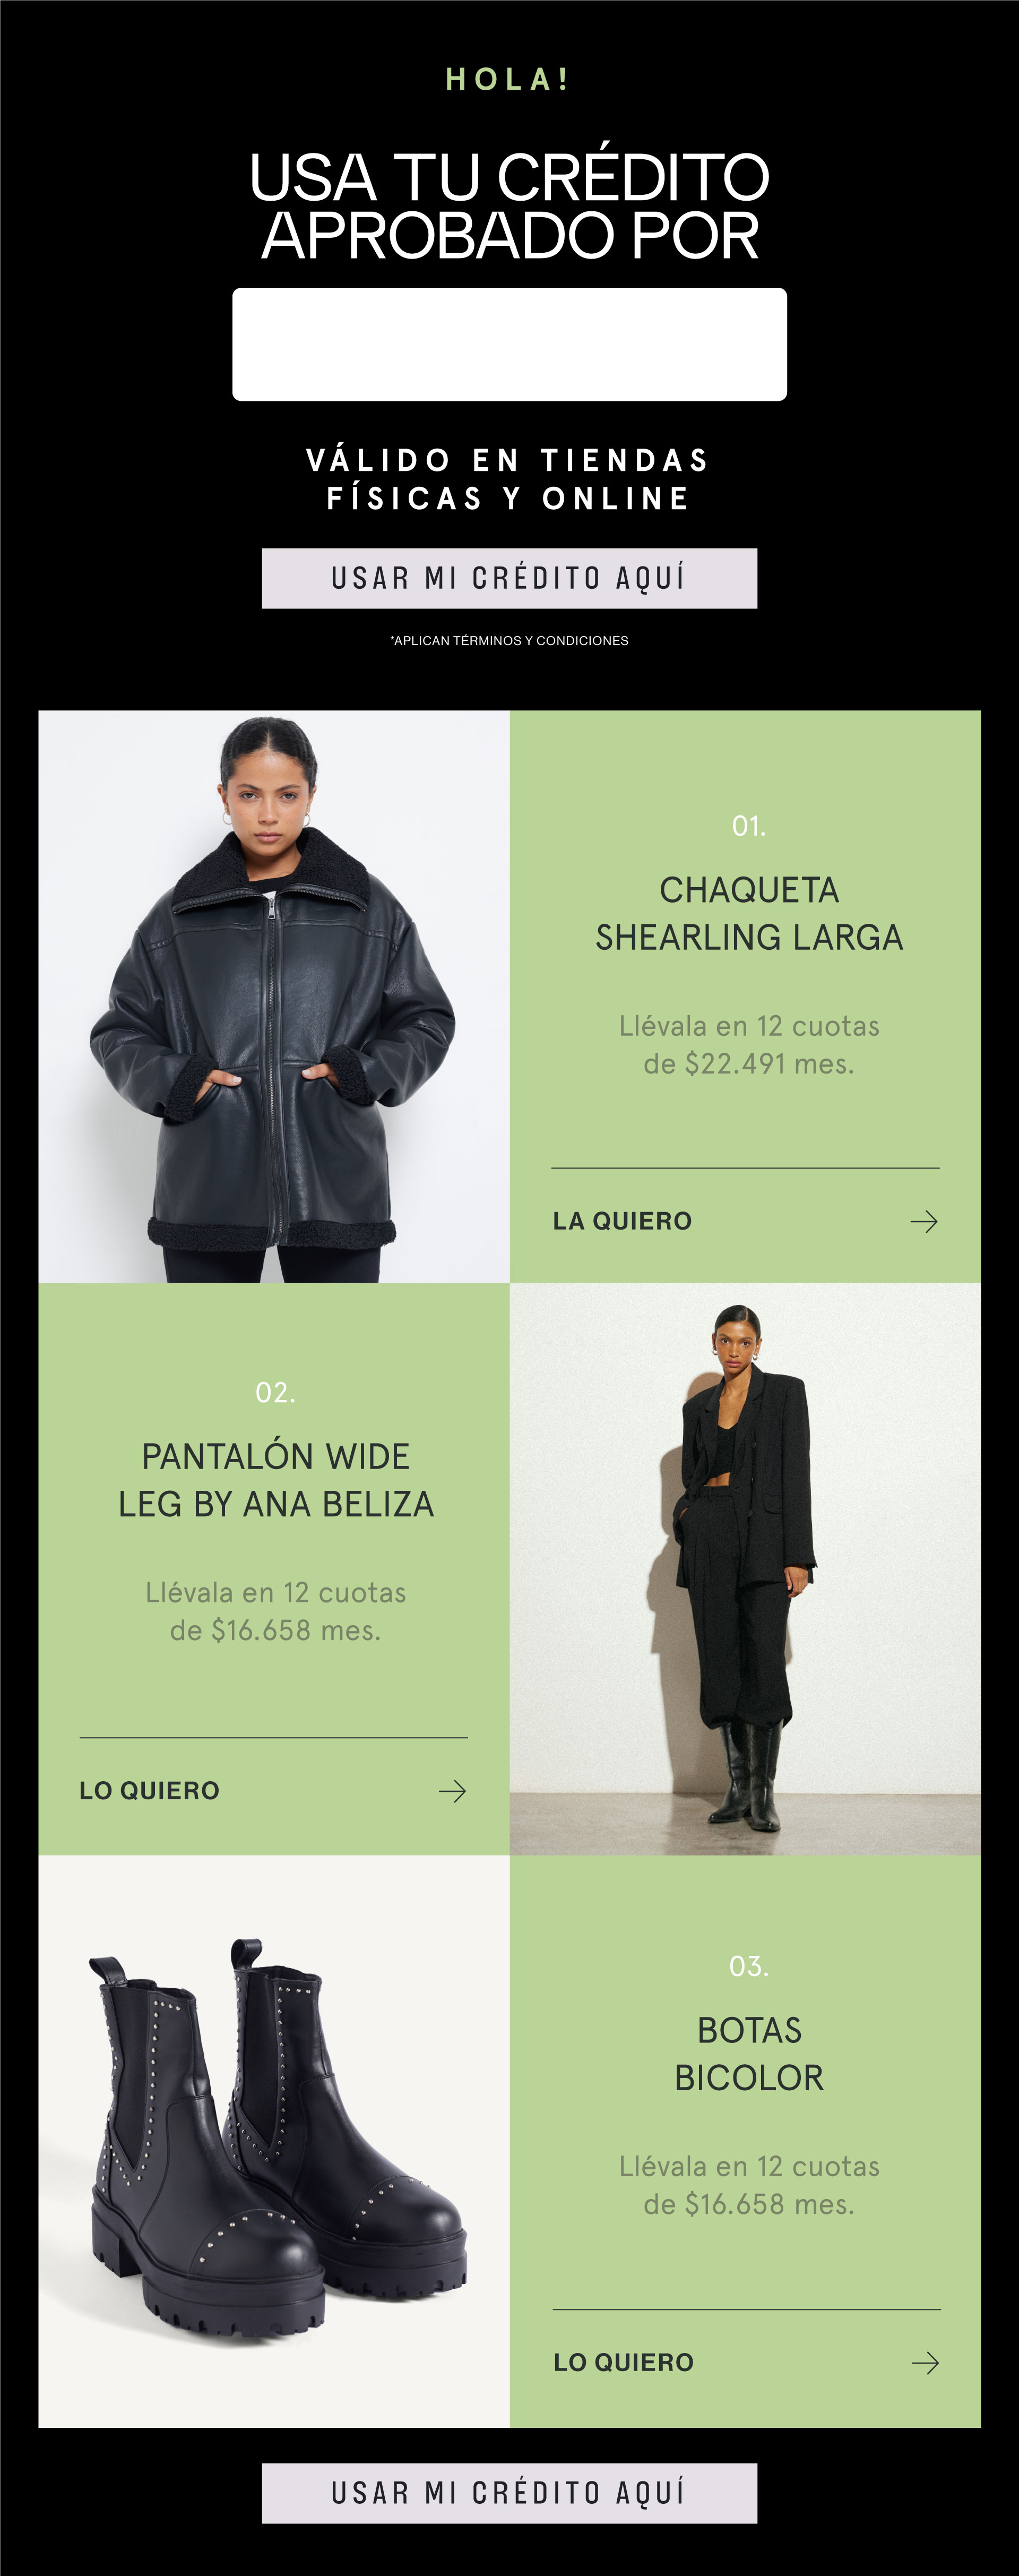 HOLA!
USA TU CRÉDITO
APROBADO POR
VÁLIDO EN TIENDAS
FÍSICAS Y ONLINE
USAR MI CRÉDITO AQUÍ
*APLICAN TÉRMINOS Y CONDICIONES
01.
CHAQUETA
SHEARLING LARGA
Llévala en 12 cuotas
de $22.491 mes.
LA QUIERO
02.
PANTALÓN WIDE
LEG BY ANA BELIZA
Llévala en 12 cuotas
de $16.658 mes.
LO QUIERO
03.
BOTAS
BICOLOR
Llévala en 12 cuotas
de $16.658 mes.
LO QUIERO
USAR MI CRÉDITO AQUÍ